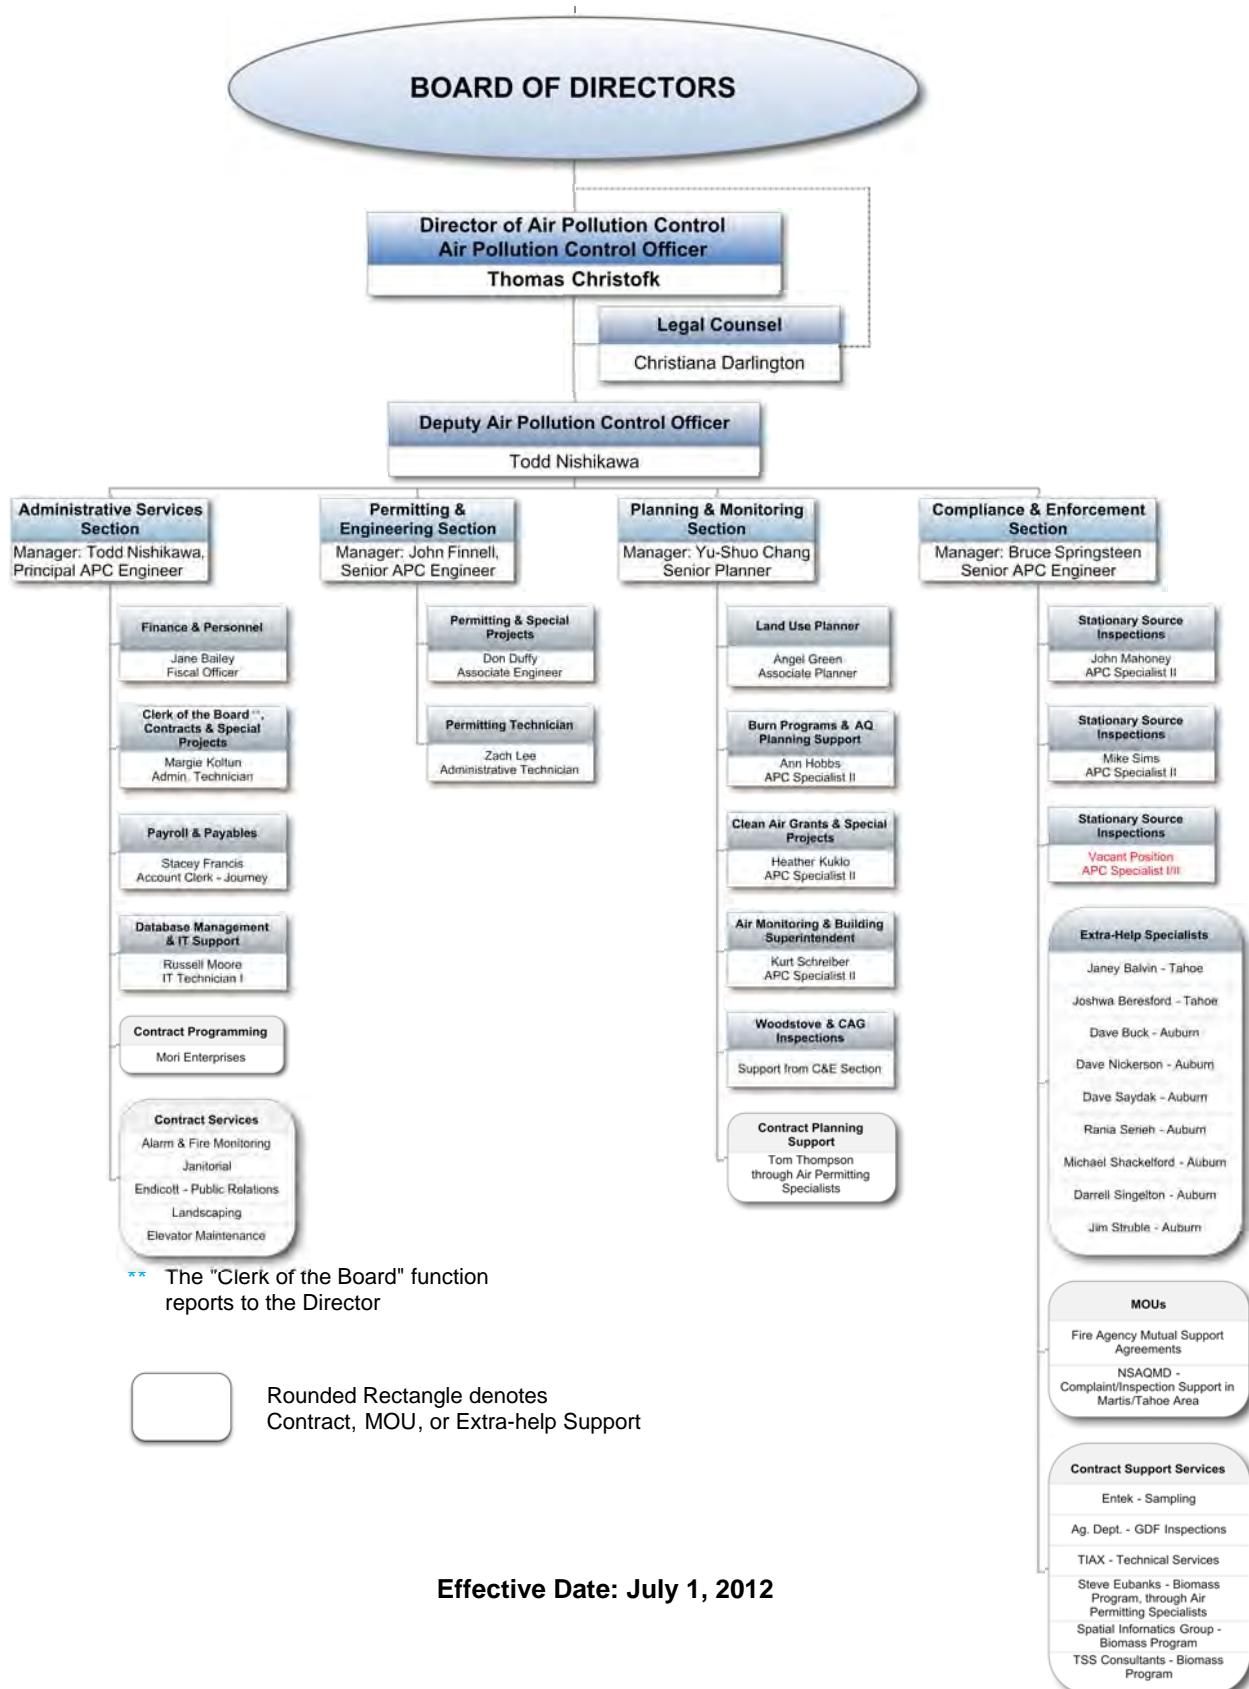 BOARD OF DIRECTORS
Director of Air Pollution Control
Air Pollution Control Officer
Thomas Christofk
Legal Counsel
Christiana Darlington
Deputy Air Pollution Control Officer
Todd Nishikawa
Administrative Services
Section
Manager: Todd Nishikawa,
Principal APC Engineer
Finance & Personnel
Jane Bailey
Fiscal Officer
Clerk of the Board **,
Contracts & Special
Projects
Margie Koltun
Admin. Technician
Payroll & Payables
Stacey Francis
Account Clerk - Journey
Database Management
& IT Support
Russell Moore
IT Technician I
Contract Programming
Mori Enterprises
Contract Services
Alarm & Fire Monitoring
Janitorial
Endicott - Public Relations
Landscaping
Elevator Maintenance
Permitting &
Engineering Section
Manager: John Finnell,
Senior APC Engineer
Permitting & Special
Projects
Don Duffy
Associate Engineer
Permitting Technician
Zach Lee
Administrative Technician
Planning & Monitoring
Section
Manager: Yu-Shuo Chang
Senior Planner
Land Use Planner
Angel Green
Associate Planner
Burn Programs & AQ
Planning Support
Ann Hobbs
APC Specialist II
Clean Air Grants & Special
Projects
Heather Kuklo
APC Specialist II
Air Monitoring & Building
Superintendent
Kurt Schreiber
APC Specialist II
Woodstove & CAG
Inspections
Support from C&E Section
Contract Planning
Support
Tom Thompson
through Air Permitting
Specialists
Compliance & Enforcement
Section
Manager: Bruce Springsteen
Senior APC Engineer
Stationary Source
Inspections
John Mahoney
APC Specialist II
Stationary Source
Inspections
Mike Sims
APC Specialist II
Stationary Source
Inspections
Vacant Position
APC Specialist I/II
Extra-Help Specialists
Janey Balvin - Tahoe
Joshwa Beresford - Tahoe
Dave Buck - Auburn
Dave Nickerson - Auburn
Dave Saydak - Auburn
Rania Serieh - Auburn
Michael Shackelford - Auburn
Darrell Singelton - Auburn
Jim Struble - Auburn
MOUs
Fire Agency Mutual Support
Agreements
NSAQMD -
Complaint/Inspection Support in
Martis/Tahoe Area
Contract Support Services
Entek - Sampling
Ag. Dept. - GDF Inspections
TIAX - Technical Services
Steve Eubanks - Biomass
Program, through Air
Permitting Specialists
Spatial Infornatics Group -
Biomass Program
TSS Consultants - Biomass
Program
** The "Clerk of the Board" function
reports to the Director
Rounded Rectangle denotes
Contract, MOU, or Extra-help Support
Effective Date: July 1, 2012